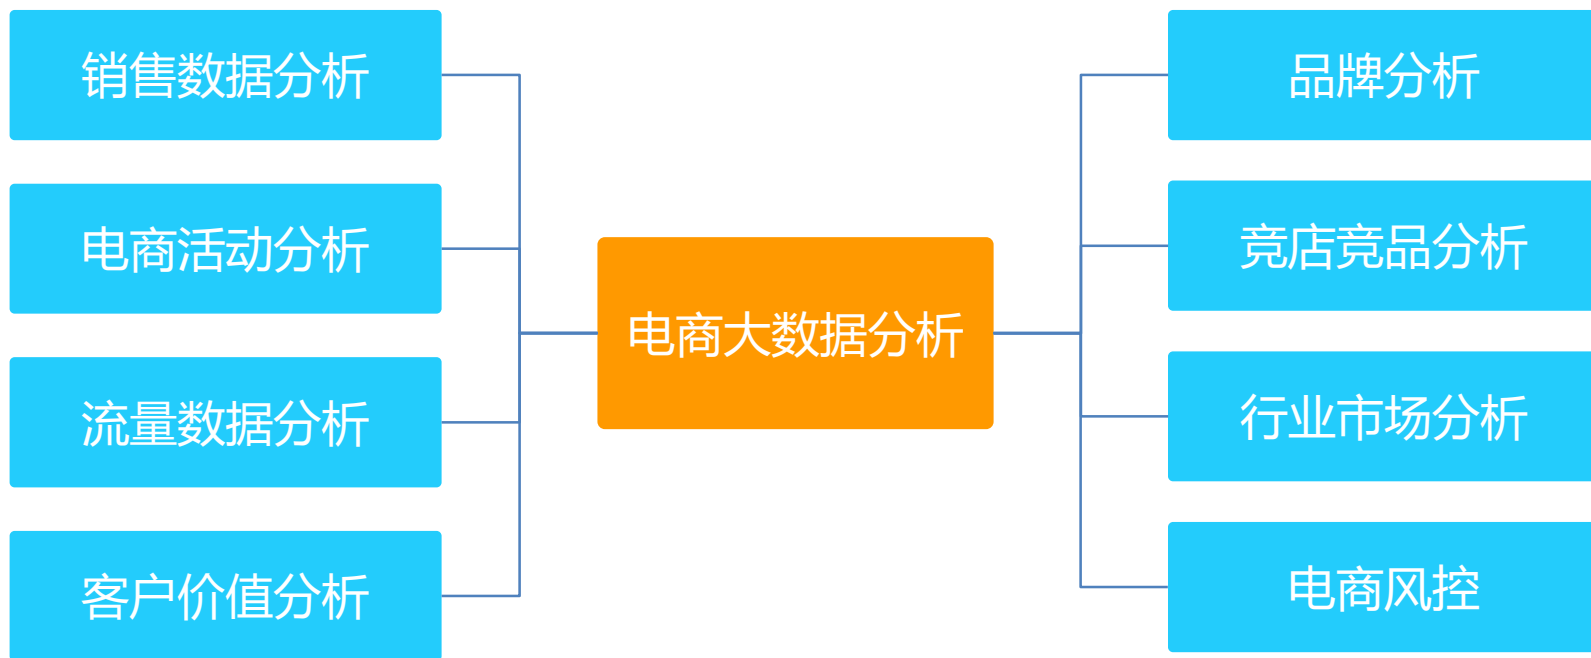 销售数据分析
电商活动分析
流量数据分析
客户价值分析
电商大数据分析
品牌分析
竞店竞品分析
行业市场分析
电商风控